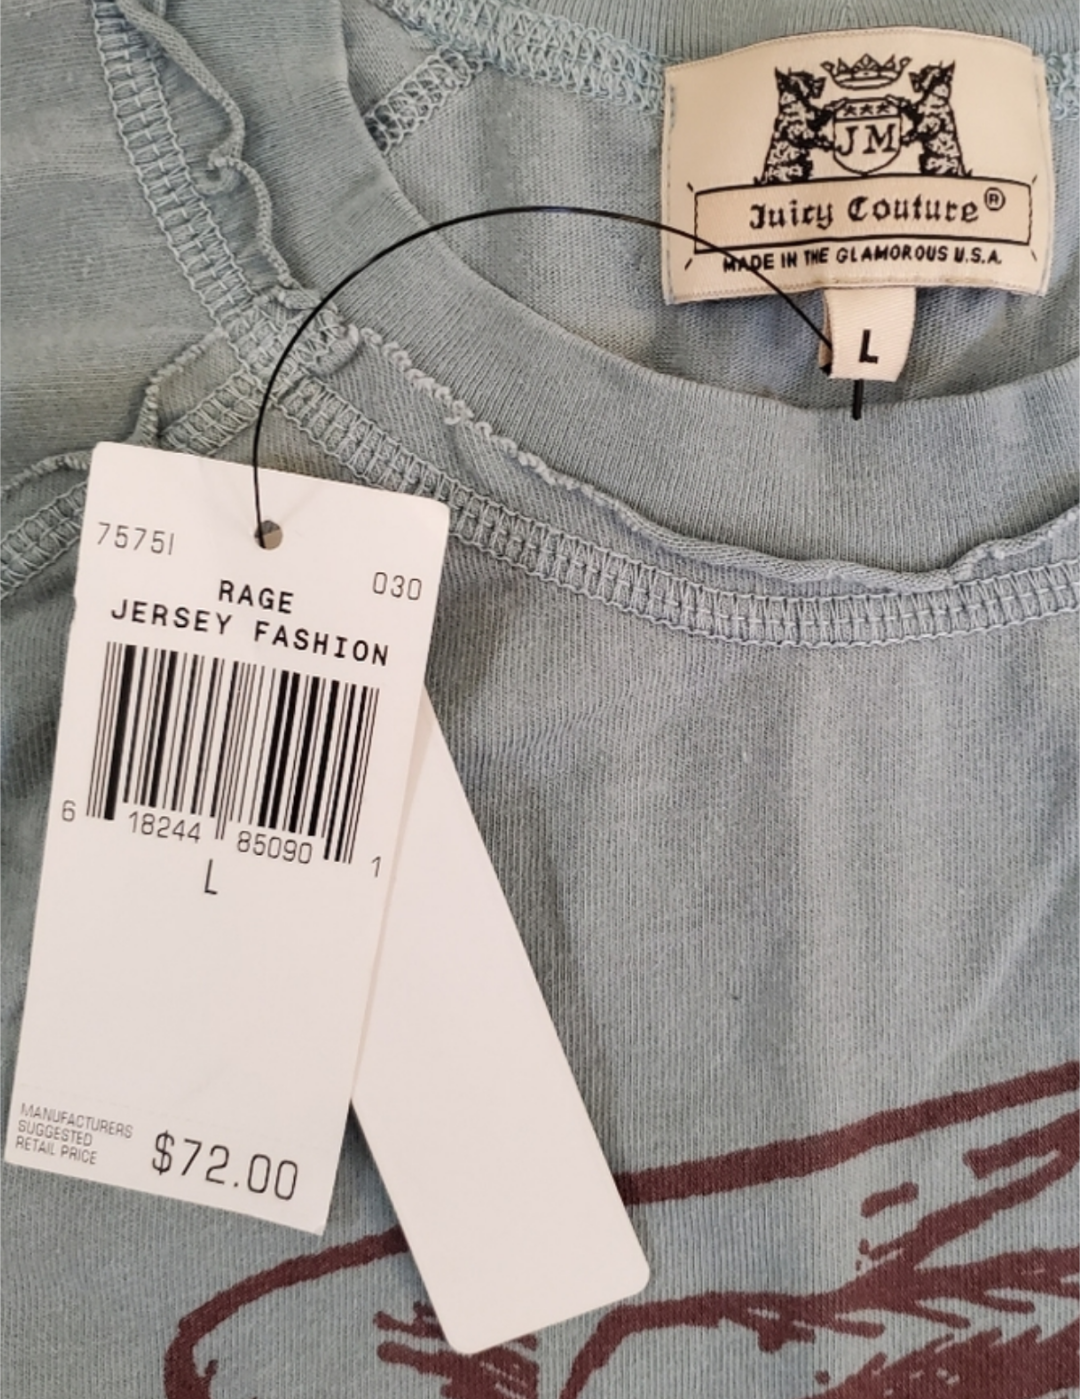 JM
Juicy Couture®
MADE IN THE GLAMOROUS U.S.A.
L
75751
030
RAGE
JERSEY FASHION
6 18244 85090 1
L
MANUFACTURERS
SUGGESTED
RETAIL PRICE
$72.00